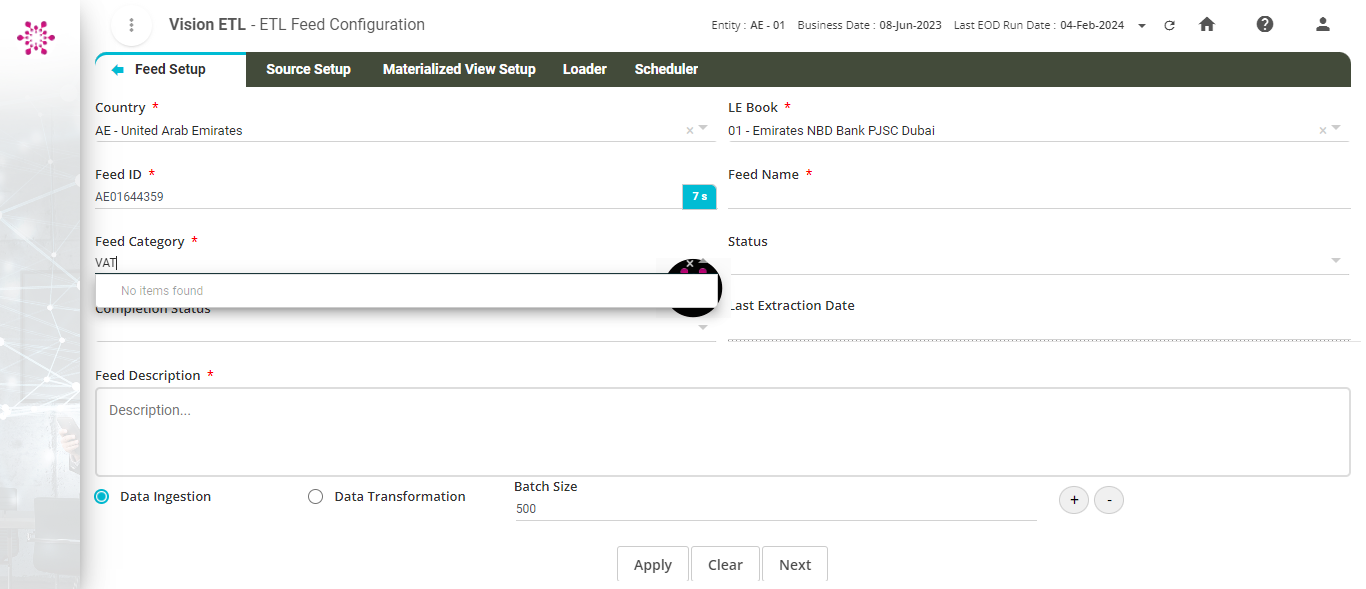 Vision ETL - ETL Feed Configuration
Entity : AE - 01 Business Date : 08-Jun-2023 Last EOD Run Date : 04-Feb-2024
Feed Setup Source Setup Materialized View Setup Loader Scheduler
Country * LE Book *
AE - United Arab Emirates 01 - Emirates NBD Bank PJSC Dubai
Feed ID * Feed Name *
AE01644359 7 s
Feed Category * Status
VAT
No items found
Completion Status Last Extraction Date
Feed Description *
Description...
Data Ingestion Data Transformation Batch Size
500 + -
Apply Clear Next